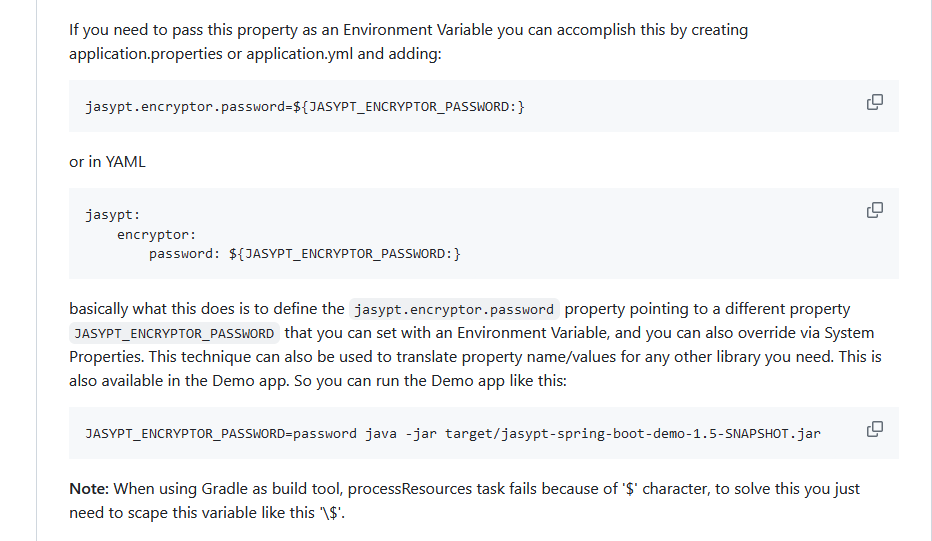 If you need to pass this property as an Environment Variable you can accomplish this by creating
application.properties or application.yml and adding:
jasypt.encryptor.password=${JASYPT_ENCRYPTOR_PASSWORD:}
or in YAML
jasypt:
    encryptor:
        password: ${JASYPT_ENCRYPTOR_PASSWORD:}
basically what this does is to define the jasypt.encryptor.password property pointing to a different property
JASYPT_ENCRYPTOR_PASSWORD that you can set with an Environment Variable, and you can also override via System
Properties. This technique can also be used to translate property name/values for any other library you need. This is
also available in the Demo app. So you can run the Demo app like this:
JASYPT_ENCRYPTOR_PASSWORD=password java -jar target/jasypt-spring-boot-demo-1.5-SNAPSHOT.jar
Note: When using Gradle as build tool, processResources task fails because of '$' character, to solve this you just
need to scape this variable like this '\$'.